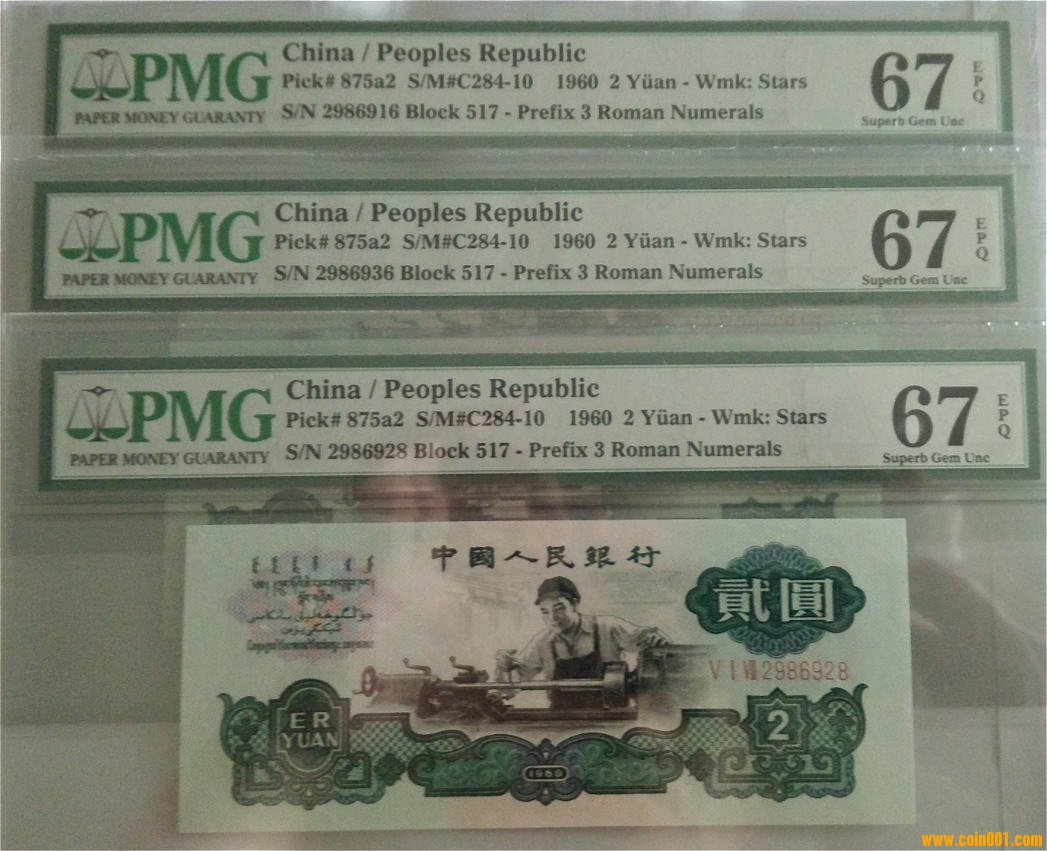 PMG
PAPER MONEY GUARANTY
China / Peoples Republic
Pick# 875a2 S/M#C284-10 1960 2 Yüan - Wmk: Stars
S/N 2986916 Block 517 - Prefix 3 Roman Numerals
67
EPQ
Superb Gem Unc
PMG
PAPER MONEY GUARANTY
China / Peoples Republic
Pick# 875a2 S/M#C284-10 1960 2 Yüan - Wmk: Stars
S/N 2986936 Block 517 - Prefix 3 Roman Numerals
67
EPQ
Superb Gem Unc
PMG
PAPER MONEY GUARANTY
China / Peoples Republic
Pick# 875a2 S/M#C284-10 1960 2 Yüan - Wmk: Stars
S/N 2986928 Block 517 - Prefix 3 Roman Numerals
67
EPQ
Superb Gem Unc
中國人民銀行
貳圓
V I VII 2986928
ER
YUAN
2
1960
www.coin001.com